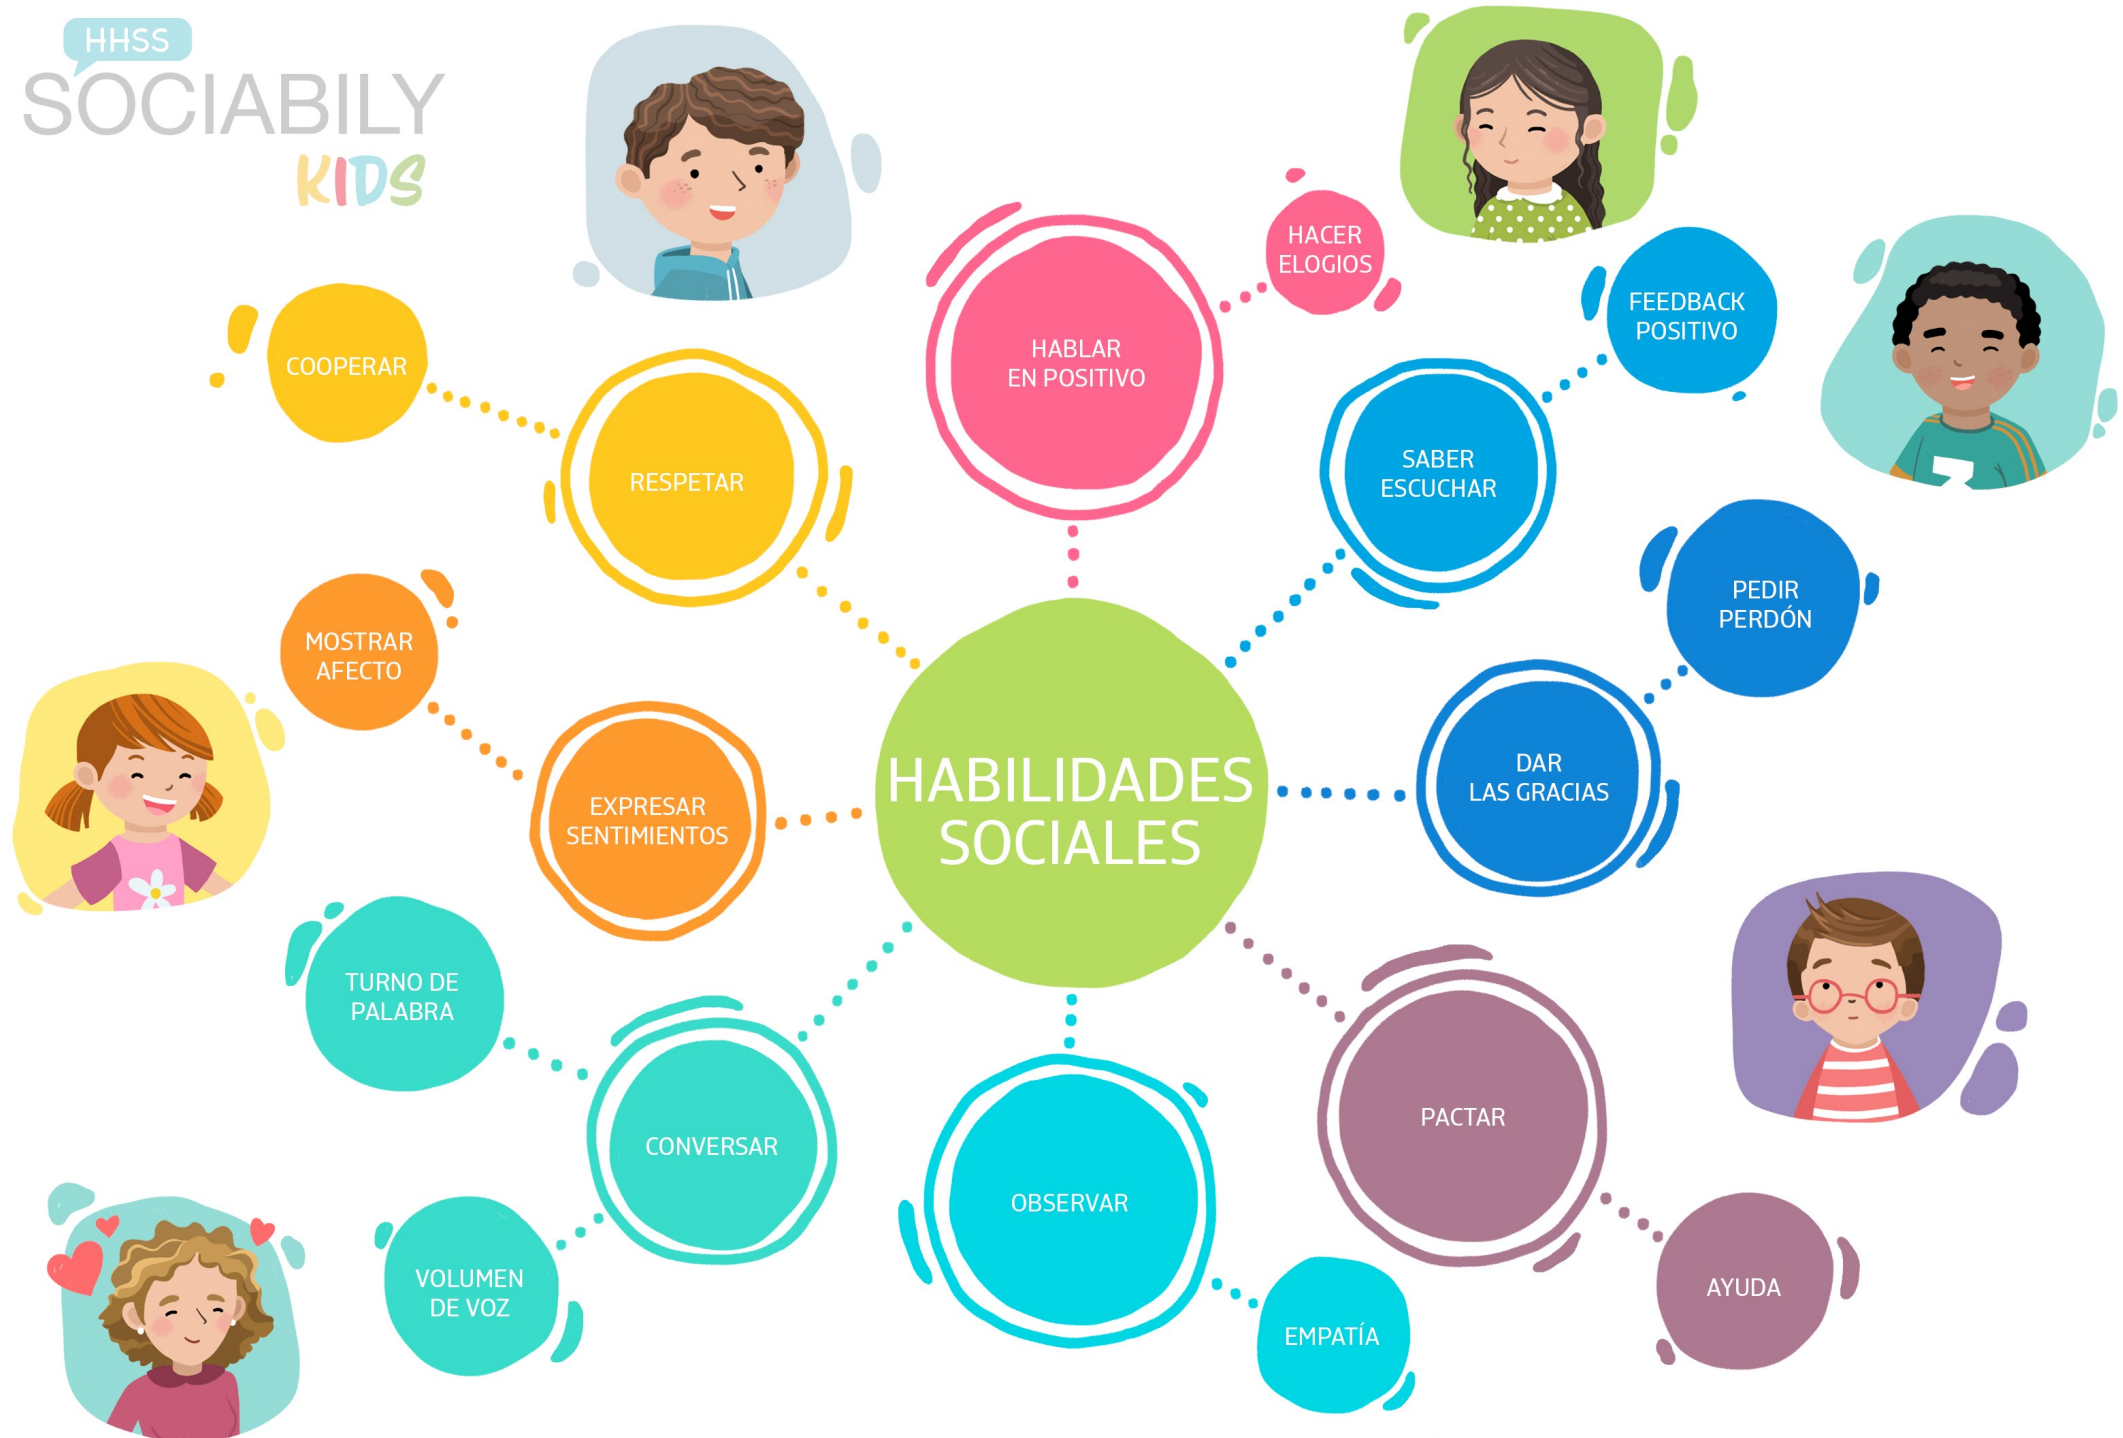 HHSS
SOCIABILY
KIDS
HACER
ELOGIOS
FEEDBACK
POSITIVO
COOPERAR
HABLAR
EN POSITIVO
RESPETAR
SABER
ESCUCHAR
PEDIR
PERDÓN
MOSTRAR
AFECTO
EXPRESAR
SENTIMIENTOS
HABILIDADES
SOCIALES
DAR
LAS GRACIAS
TURNO DE
PALABRA
CONVERSAR
PACTAR
OBSERVAR
VOLUMEN
DE VOZ
EMPATÍA
AYUDA